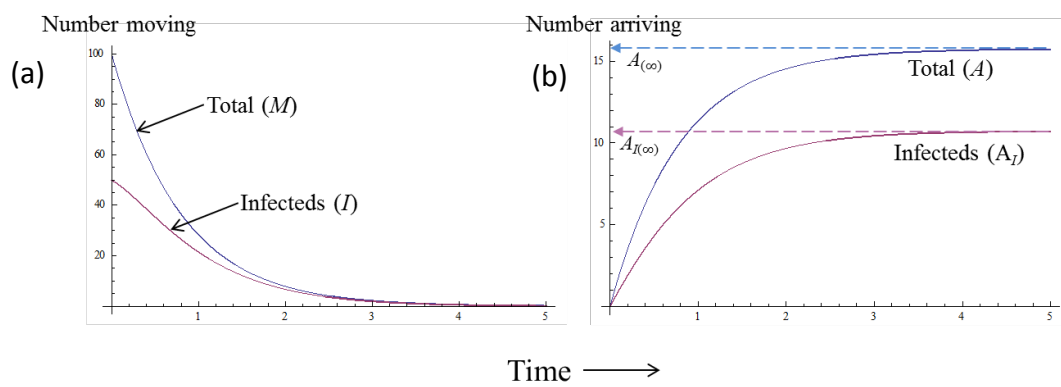 Number moving
(a)
100
80
60
40
20
1
2
3
4
5
Total (M)
Infecteds (I)
Number arriving
(b)
15
10
5
1
2
3
4
5
A(∞)
Total (A)
AI(∞)
Infecteds (AI)
Time